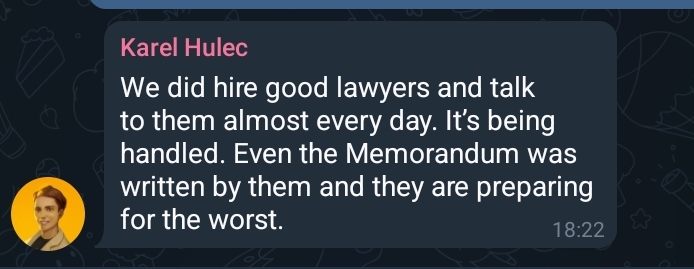 Karel Hulec
We did hire good lawyers and talk
to them almost every day. It’s being
handled. Even the Memorandum was
written by them and they are preparing
for the worst.
18:22